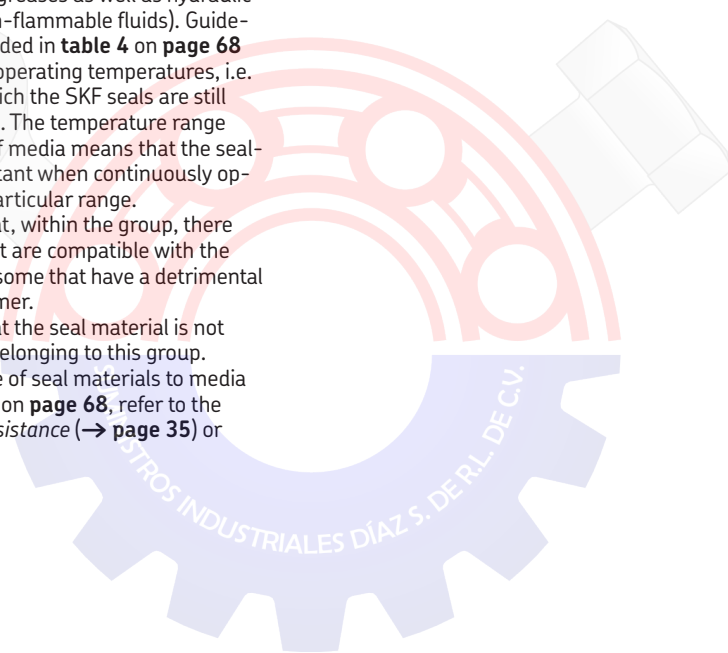 greases as well as hydraulic
n-flammable fluids). Guide-
ded in table 4 on page 68
operating temperatures, i.e.
ich the SKF seals are still
. The temperature range
f media means that the seal-
tant when continuously op-
articular range.
at, within the group, there
t are compatible with the
some that have a detrimental
mer.
at the seal material is not
elonging to this group.
e of seal materials to media
on page 68, refer to the
sistance (→ page 35) or
SUMINISTROS INDUSTRIALES DÍAZ S. DE R.L. DE C.V.